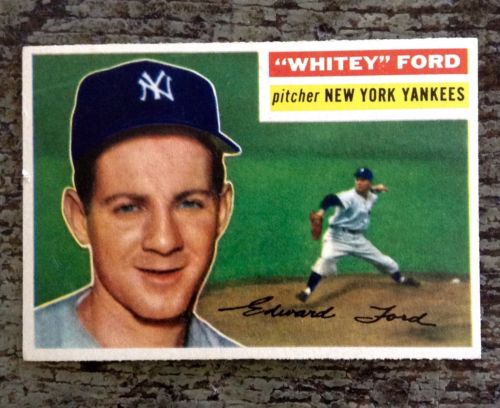 "WHITEY" FORD
pitcher NEW YORK YANKEES
NY
Edward Ford